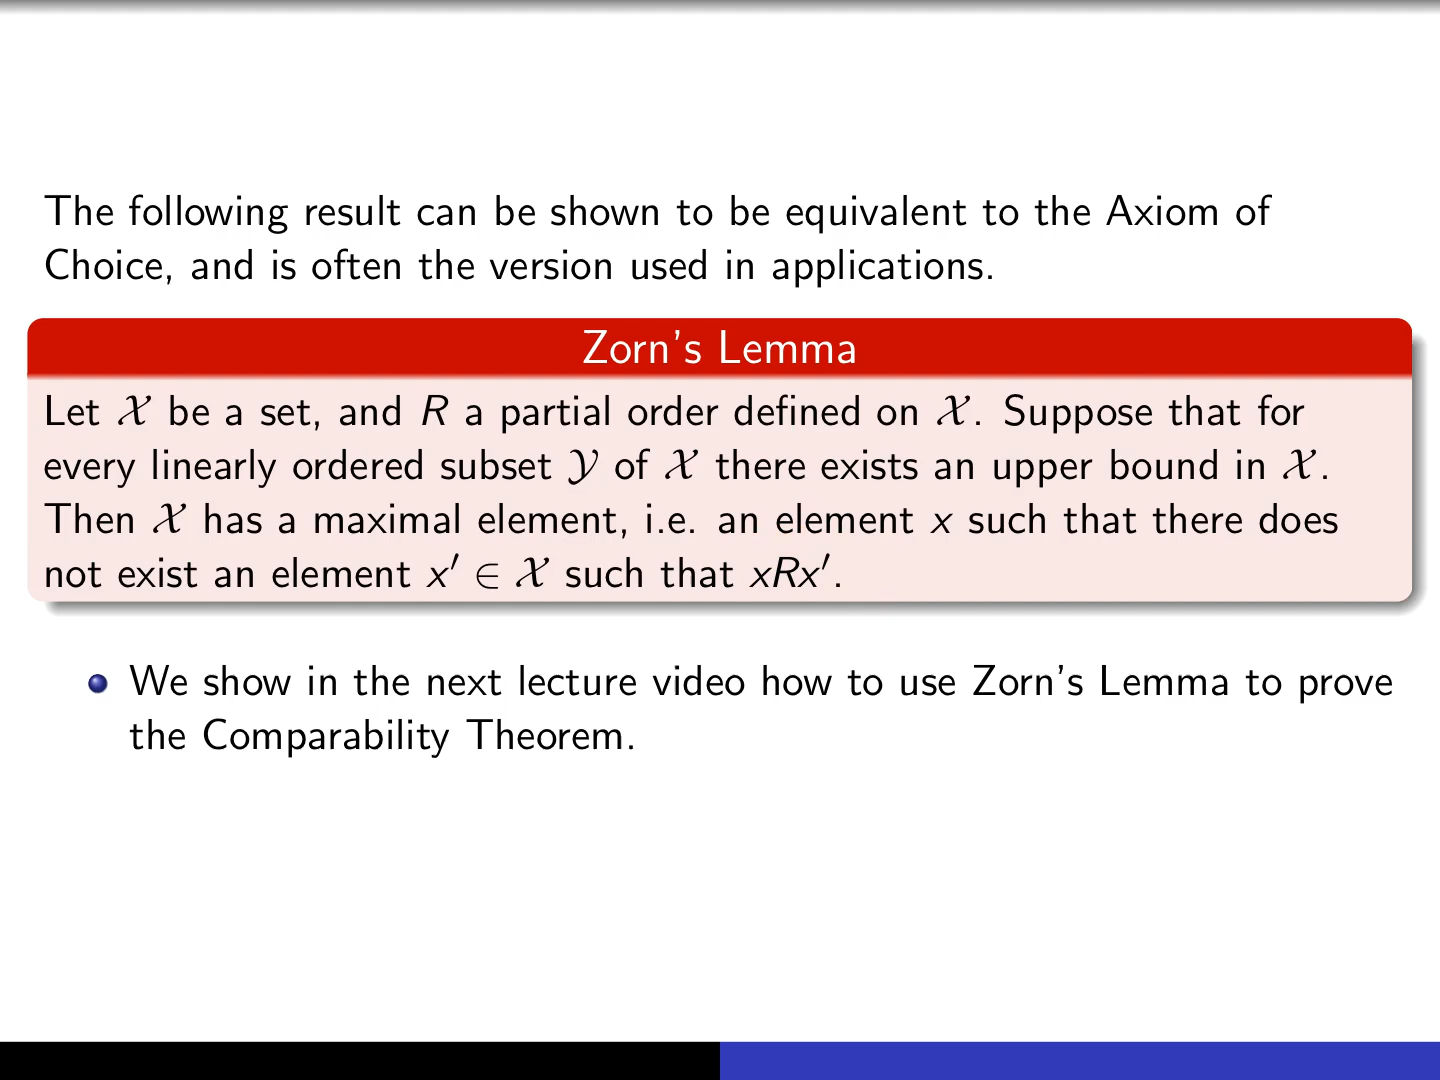 The following result can be shown to be equivalent to the Axiom of
Choice, and is often the version used in applications.
Zorn's Lemma
Let 𝒳 be a set, and R a partial order defined on 𝒳. Suppose that for
every linearly ordered subset 𝒴 of 𝒳 there exists an upper bound in 𝒳.
Then 𝒳 has a maximal element, i.e. an element x such that there does
not exist an element x′ ∈ 𝒳 such that xRx′.
We show in the next lecture video how to use Zorn's Lemma to prove
the Comparability Theorem.